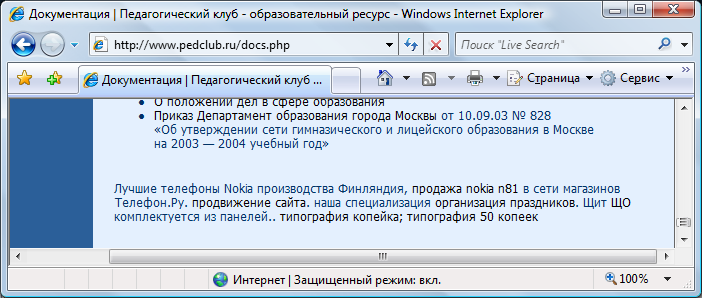 Документация | Педагогический клуб - образовательный ресурс - Windows Internet Explorer
http://www.pedclub.ru/docs.php
Поиск "Live Search"
Документация | Педагогический клуб ...
Страница
Сервис
О положении дел в сфере образования
Приказ Департамент образования города Москвы от 10.09.03 № 828
«Об утверждении сети гимназического и лицейского образования в Москве
на 2003 — 2004 учебный год»
Лучшие телефоны Nokia производства Финляндия, продажа nokia n81 в сети магазинов
Телефон.Ру. продвижение сайта. наша специализация организация праздников. Щит ЩО
комплектуется из панелей.. типография копейка; типография 50 копеек
Интернет | Защищенный режим: вкл.
100%